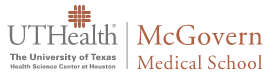 UTHealth
The University of Texas
Health Science Center at Houston
McGovern
Medical School